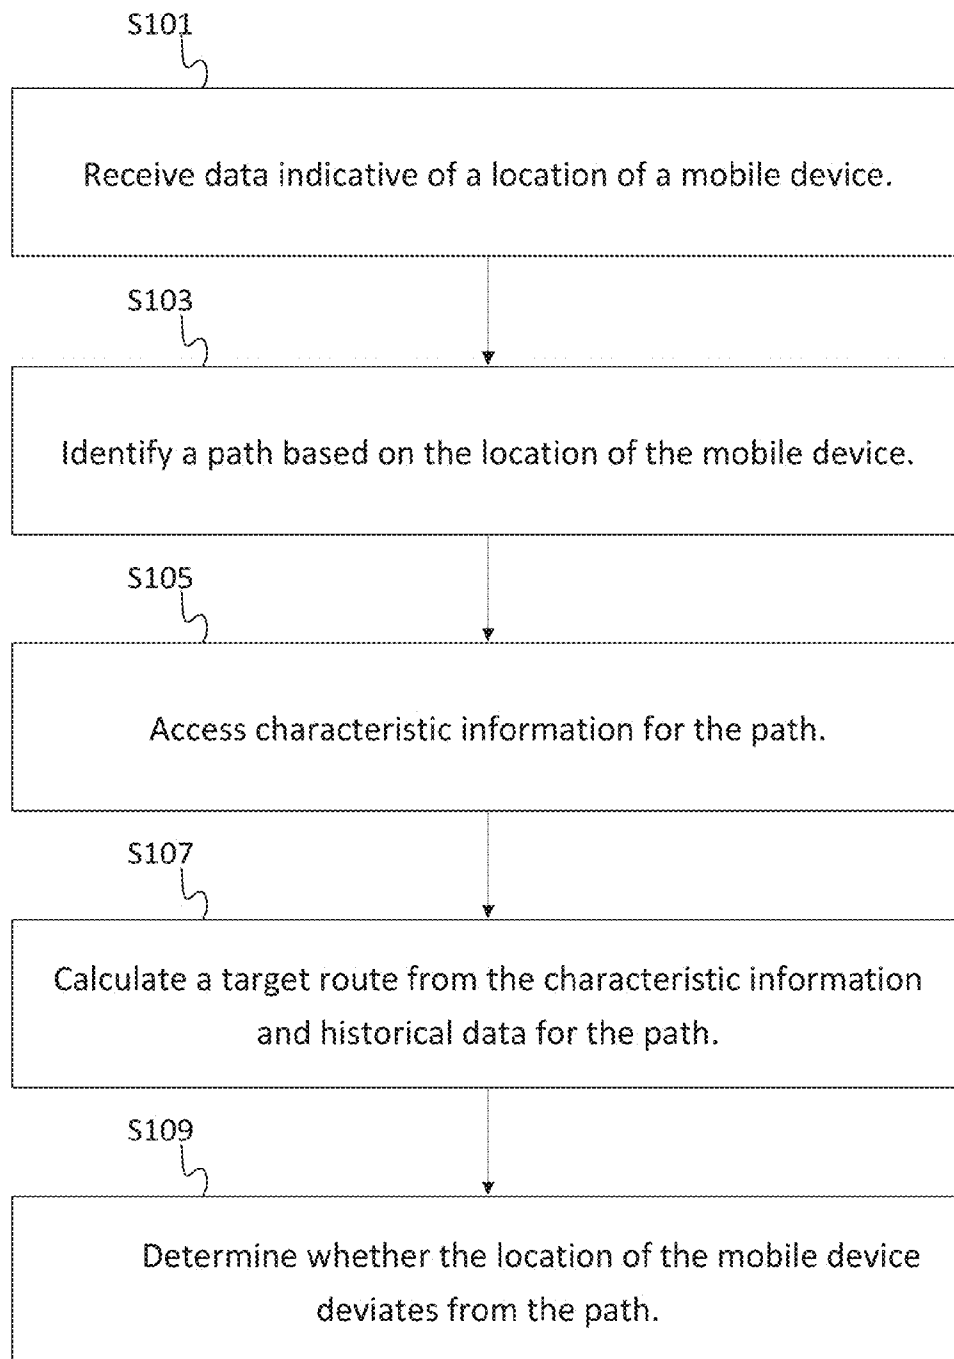 S101
Receive data indicative of a location of a mobile device.
S103
Identify a path based on the location of the mobile device.
S105
Access characteristic information for the path.
S107
Calculate a target route from the characteristic information
and historical data for the path.
S109
Determine whether the location of the mobile device
deviates from the path.